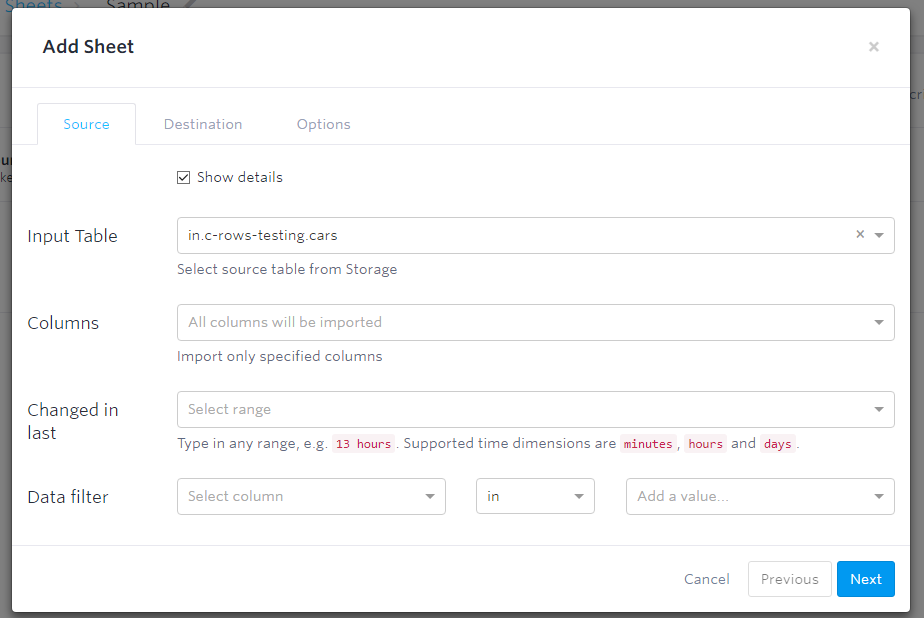 Sheets > Sample
Add Sheet ×
Source Destination Options
Show details
Input Table
in.c-rows-testing.cars ×
Select source table from Storage
Columns
All columns will be imported
Import only specified columns
Changed in
last
Select range
Type in any range, e.g. 13 hours. Supported time dimensions are minutes, hours and days.
Data filter
Select column in Add a value...
Cancel Previous Next